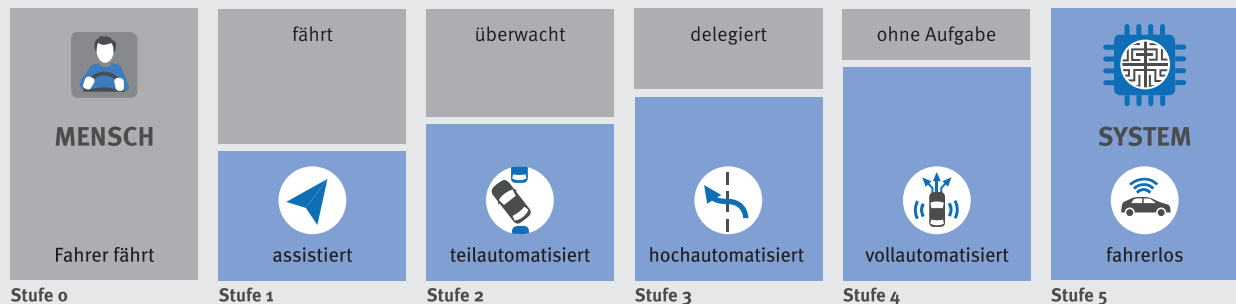 MENSCH
Fahrer fährt
Stufe 0
fährt
assistiert
Stufe 1
überwacht
teilautomatisiert
Stufe 2
delegiert
hochautomatisiert
Stufe 3
ohne Aufgabe
vollautomatisiert
Stufe 4
SYSTEM
fahrerlos
Stufe 5